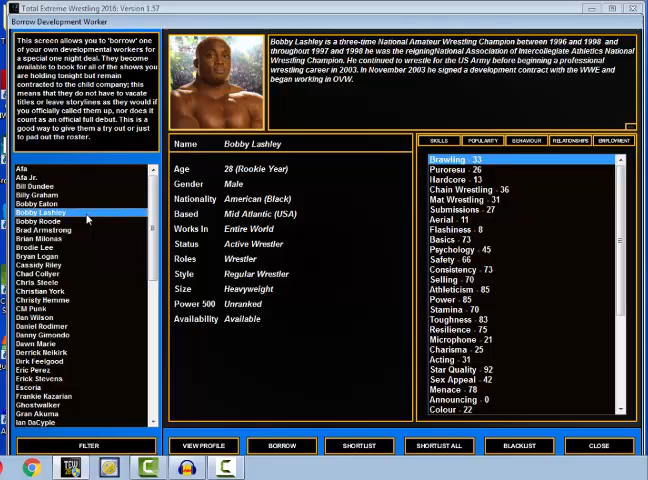 Total Extreme Wrestling 2016: Version 1.57
Borrow Development Worker
This screen allows you to 'borrow' one
of your own developmental workers for
a special one night deal. They become
available to book for all of the shows you
are holding tonight but remain
contracted to the child company; this
means that they do not have to vacate
titles or leave storylines as they would if
you officially called them up, nor does it
count as an official full debut. This is a
good way to give them a try out or just
to pad out the roster.
Bobby Lashley is a three-time National Amateur Wrestling Champion between 1996 and 1998 and
throughout 1997 and 1998 he was the reigningNational Association of Intercollegiate Athletics National
Wrestling Champion. He continued to wrestle for the US Army before beginning a professional
wrestling career in 2003. In November 2003 he signed a development contract with the WWE and
began working in OVW.
Afa
Afa Jr.
Bill Dundee
Billy Graham
Bobby Eaton
Bobby Lashley
Bobby Roode
Brad Armstrong
Brian Milonas
Brodie Lee
Bryan Logan
Cassidy Riley
Chad Collyer
Chris Steele
Christian York
Christy Hemme
CM Punk
Dan Wilson
Daniel Rodimer
Danny Gimondo
Dawn Marie
Derrick Neikirk
Dirk Feelgood
Eric Perez
Erick Stevens
Escoria
Frankie Kazarian
Ghostwalker
Gran Akuma
Ian DaCyple
Name Bobby Lashley
Age 28 (Rookie Year)
Gender Male
Nationality American (Black)
Based Mid Atlantic (USA)
Works In Entire World
Status Active Wrestler
Roles Wrestler
Style Regular Wrestler
Size Heavyweight
Power 500 Unranked
Availability Available
SKILLS POPULARITY BEHAVIOUR RELATIONSHIPS EMPLOYMENT
Brawling - 33
Puroresu - 26
Hardcore - 13
Chain Wrestling - 36
Mat Wrestling - 31
Submissions - 27
Aerial - 11
Flashiness - 8
Basics - 73
Psychology - 45
Safety - 66
Consistency - 73
Selling - 70
Athleticism - 85
Power - 85
Stamina - 70
Toughness - 83
Resilience - 75
Microphone - 21
Charisma - 25
Acting - 31
Star Quality - 92
Sex Appeal - 42
Menace - 78
Announcing - 0
Colour - 22
FILTER VIEW PROFILE BORROW SHORTLIST SHORTLIST ALL BLACKLIST CLOSE